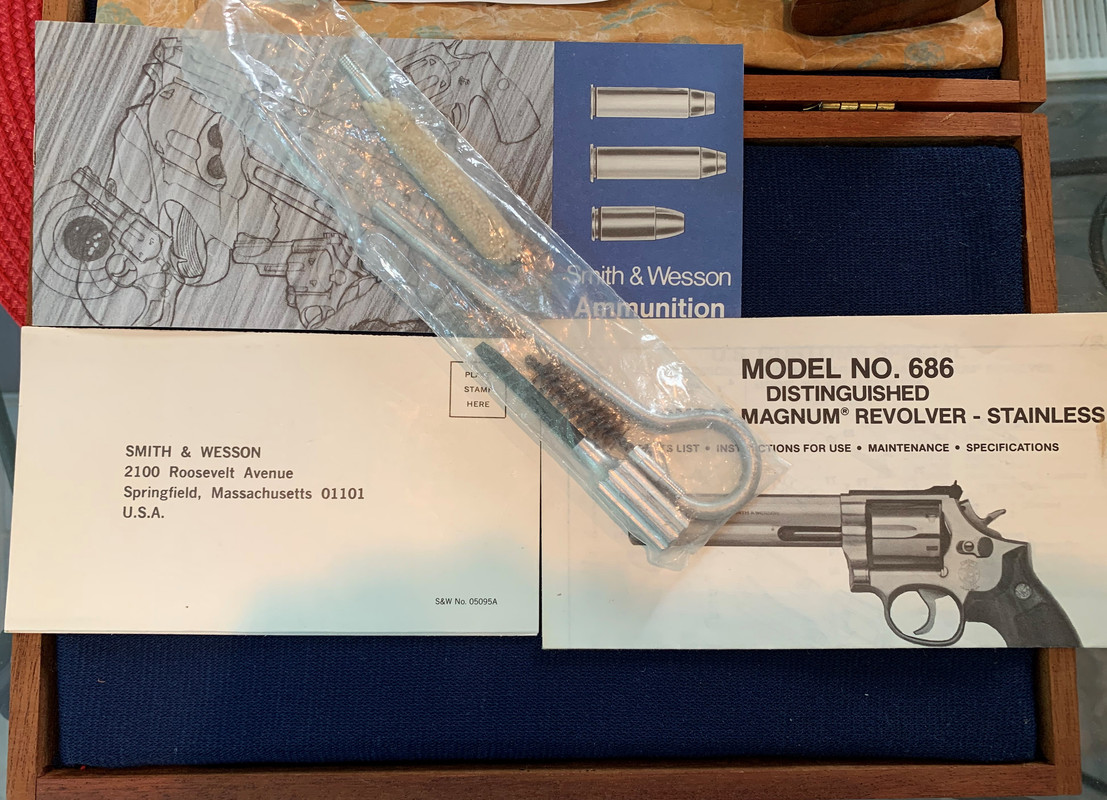 Smith & Wesson
Ammunition
STAMP
HERE
SMITH & WESSON
2100 Roosevelt Avenue
Springfield, Massachusetts 01101
U.S.A.
S&W No. 05095A
MODEL NO. 686
DISTINGUISHED
MAGNUM® REVOLVER - STAINLESS
LIST • INSTRUCTIONS FOR USE • MAINTENANCE • SPECIFICATIONS